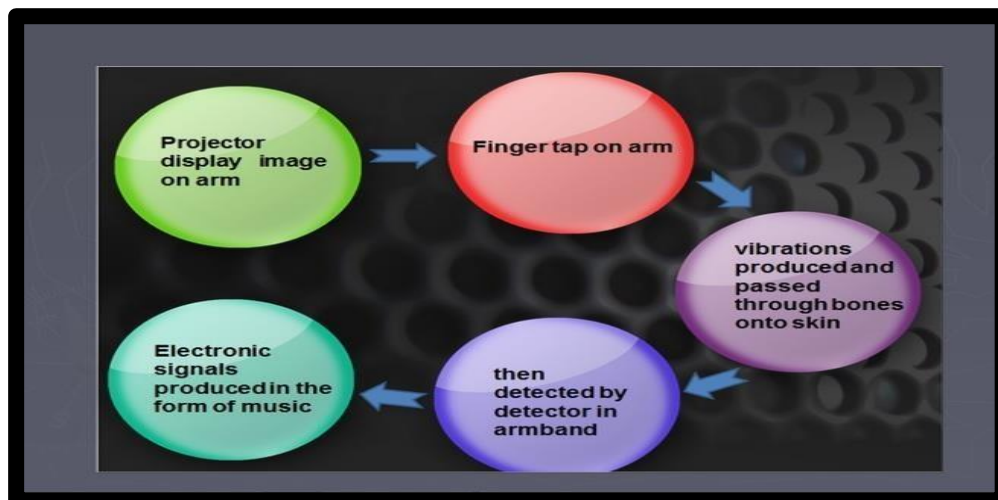 Projector
display image
on arm
Finger tap on arm
vibrations
produced and
passed
through bones
onto skin
then
detected by
detector in
armband
Electronic
signals
produced in the
form of music